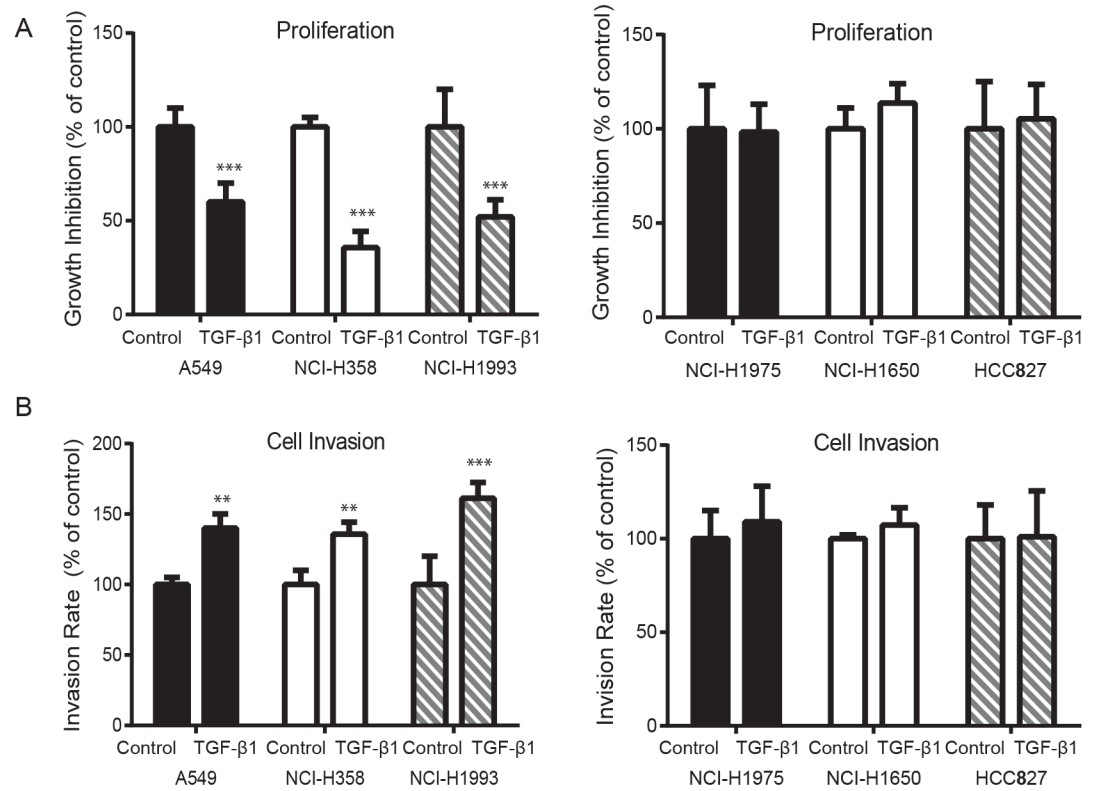 A
Proliferation
Growth Inhibition (% of control)
150
100
50
0
***
***
***
Control TGF-β1 Control TGF-β1 Control TGF-β1
A549 NCI-H358 NCI-H1993
Proliferation
Growth Inhibition (% of control)
150
100
50
0
Control TGF-β1 Control TGF-β1 Control TGF-β1
NCI-H1975 NCI-H1650 HCC827
B
Cell Invasion
Invasion Rate (% of control)
200
150
100
50
0
**
**
***
Control TGF-β1 Control TGF-β1 Control TGF-β1
A549 NCI-H358 NCI-H1993
Cell Invasion
Invision Rate (% of control)
150
100
50
0
Control TGF-β1 Control TGF-β1 Control TGF-β1
NCI-H1975 NCI-H1650 HCC827